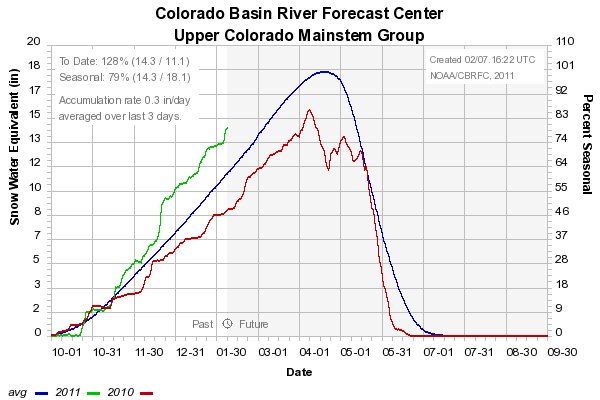 Colorado Basin River Forecast Center
Upper Colorado Mainstem Group
To Date: 128% (14.3 / 11.1)
Seasonal: 79% (14.3 / 18.1)
Accumulation rate 0.3 in/day
averaged over last 3 days.
Created 02/07.16:22 UTC
NOAA/CBRFC, 2011
Snow Water Equivalent (in)
20
18
17
15
13
12
10
8
7
5
3
2
0
Percent Seasonal
110
101
92
83
74
64
55
46
37
28
18
9
0
Past Future
10-01 10-31 11-30 12-31 01-30 03-01 04-01 05-01 05-31 07-01 07-31 08-30 09-30
Date
avg 2011 2010